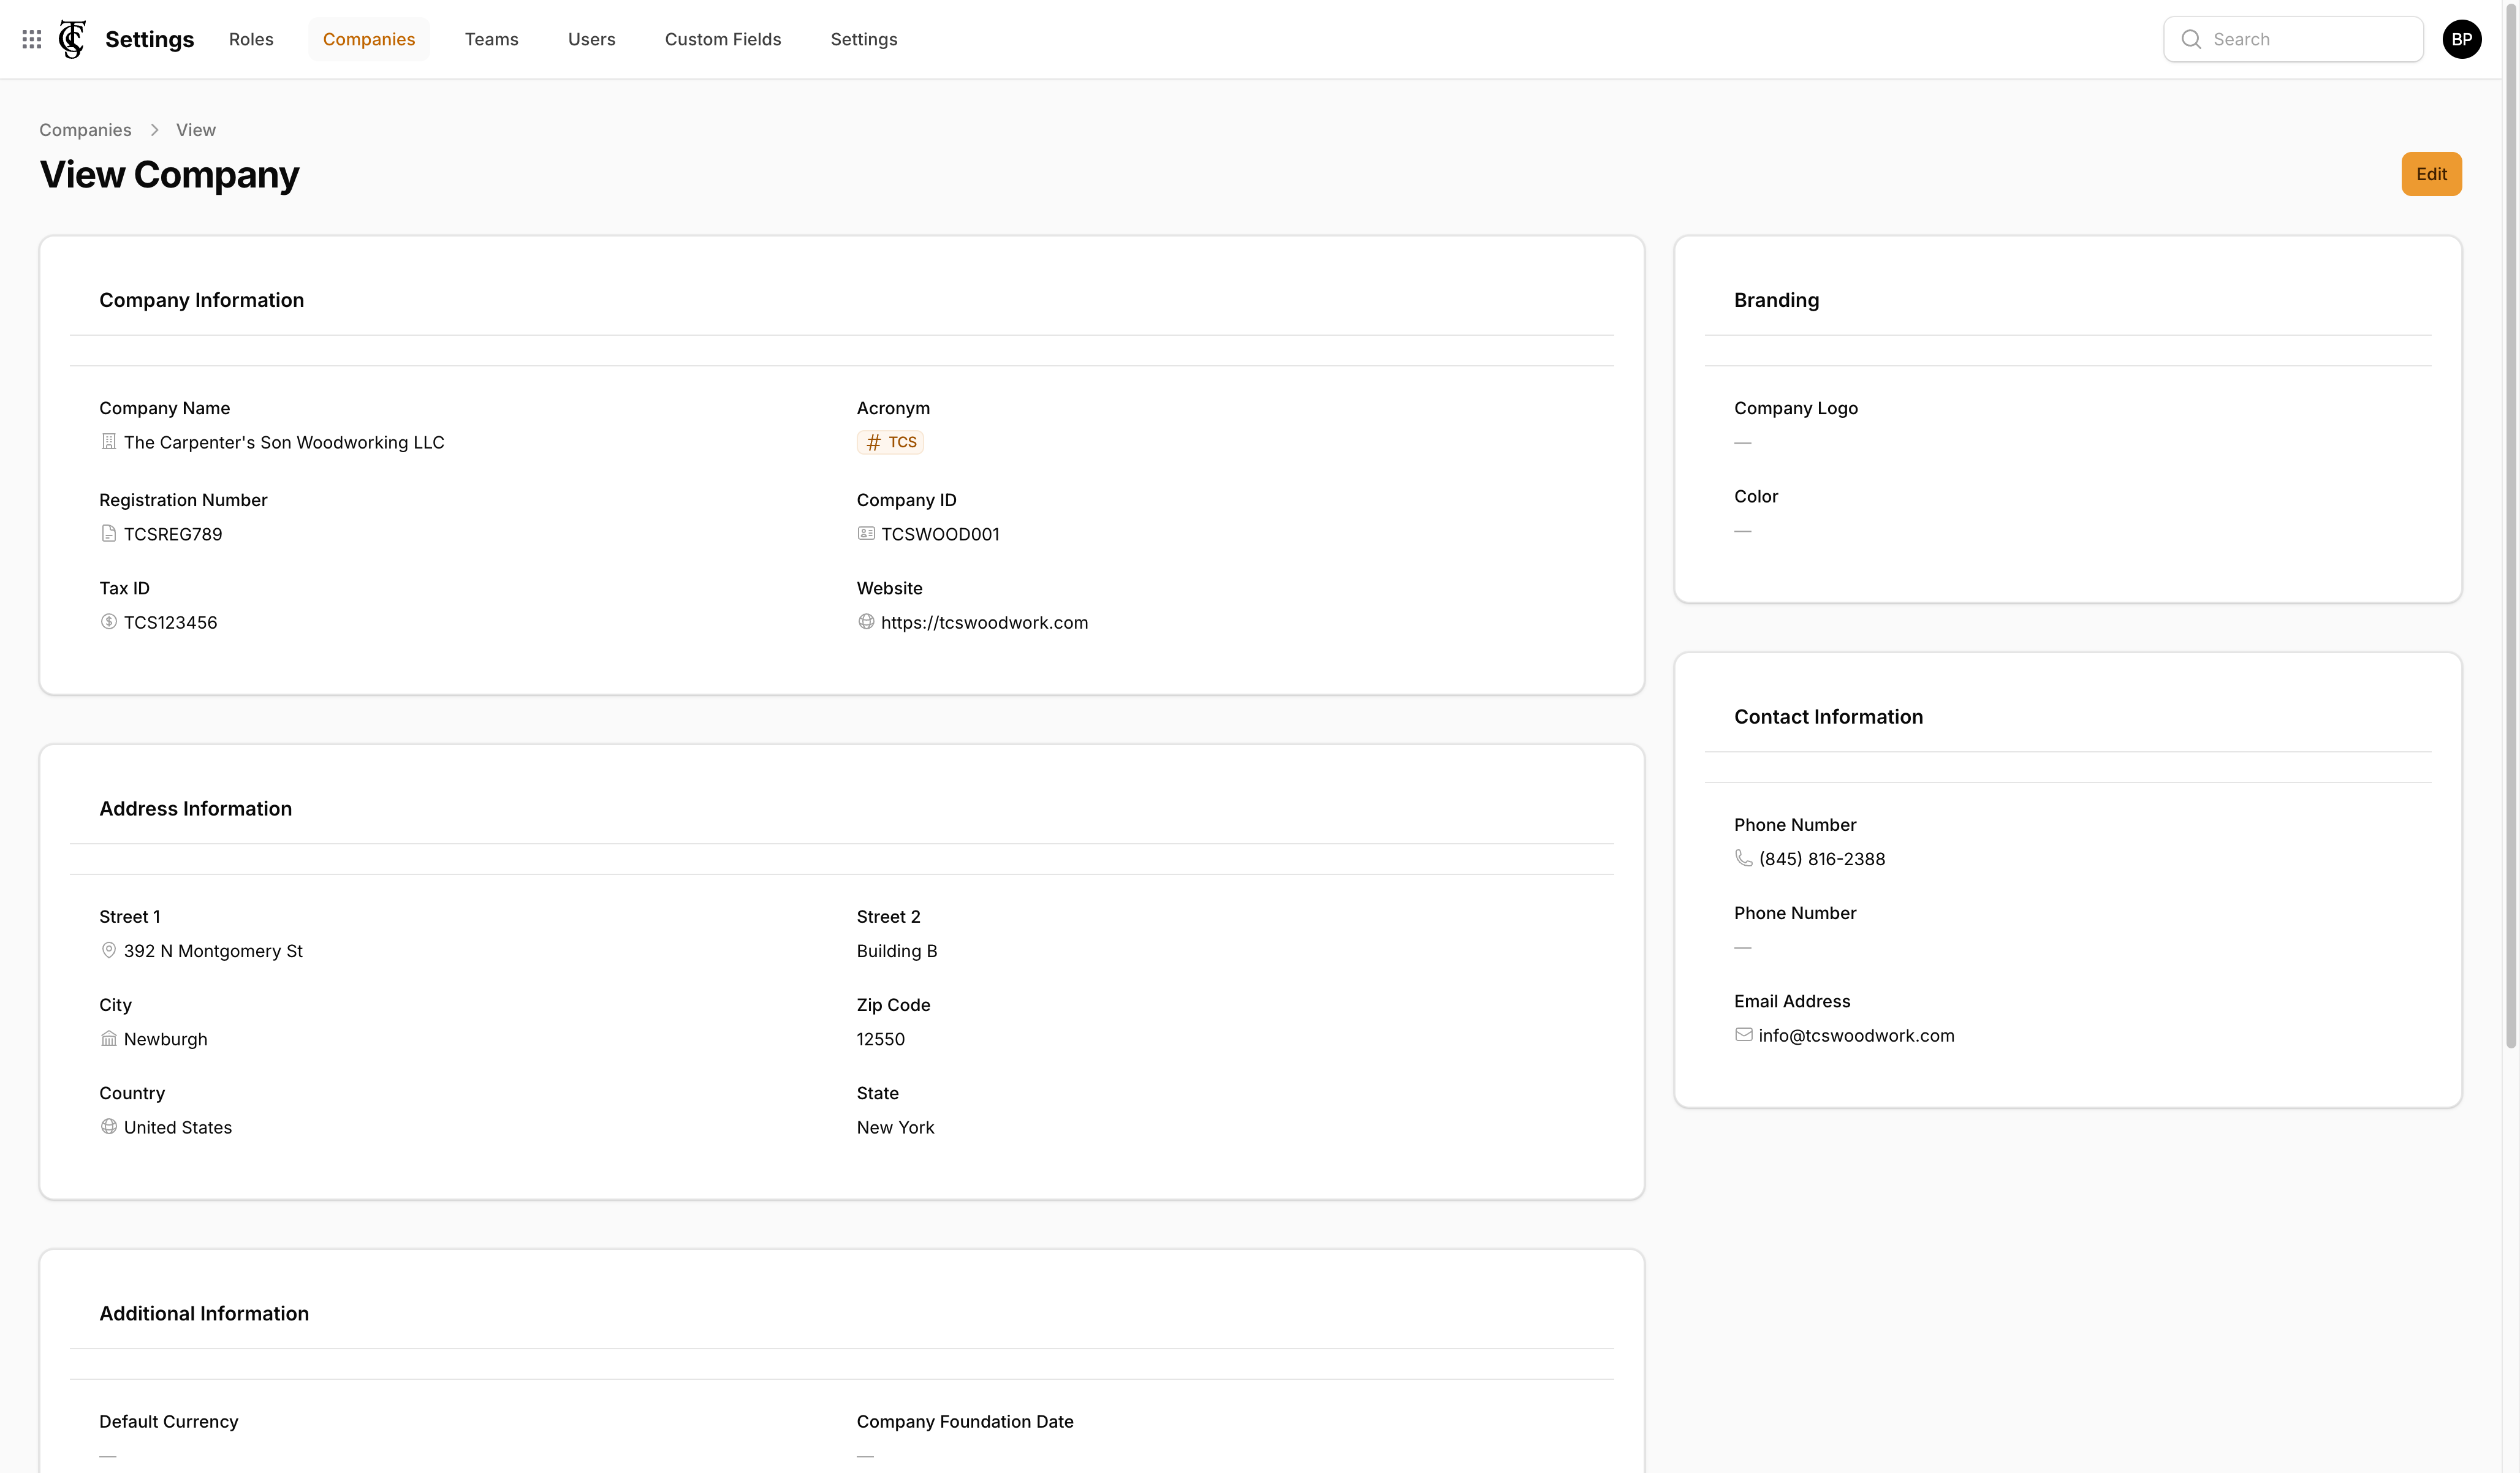 Settings
Roles
Companies
Teams
Users
Custom Fields
Settings
Search
BP
Companies > View
View Company
Edit
Company Information
Company Name
The Carpenter's Son Woodworking LLC
Acronym
# TCS
Registration Number
TCSREG789
Company ID
TCSWOOD001
Tax ID
TCS123456
Website
https://tcswoodwork.com
Branding
Company Logo
—
Color
—
Address Information
Street 1
392 N Montgomery St
Street 2
Building B
City
Newburgh
Zip Code
12550
Country
United States
State
New York
Contact Information
Phone Number
(845) 816-2388
Phone Number
—
Email Address
info@tcswoodwork.com
Additional Information
Default Currency
—
Company Foundation Date
—